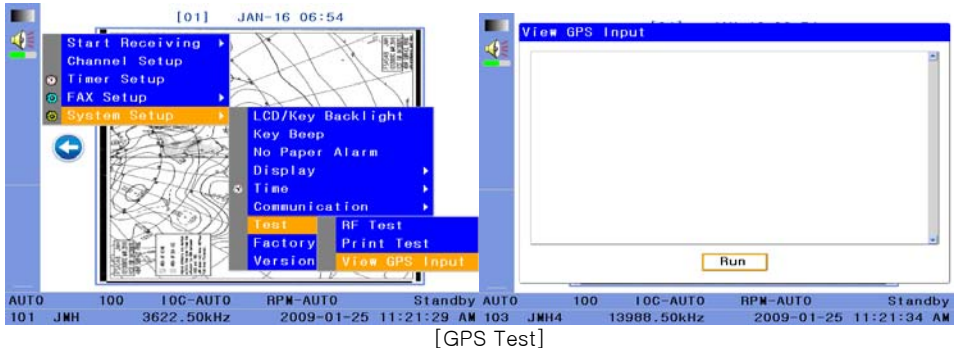 [01] JAN-16 06:54
Start Receiving
Channel Setup
Timer Setup
FAX Setup
System Setup
LCD/Key Backlight
Key Beep
No Paper Alarm
Display
Time
Communication
Test
Factory
Version
RF Test
Print Test
View GPS Input
AUTO 100 IOC-AUTO RPM-AUTO Standby
101 JMH 3622.50kHz 2009-01-25 11:21:29 AM
View GPS Input
Run
AUTO 100 IOC-AUTO RPM-AUTO Standby
103 JMH4 13988.50kHz 2009-01-25 11:21:34 AM
[GPS Test]